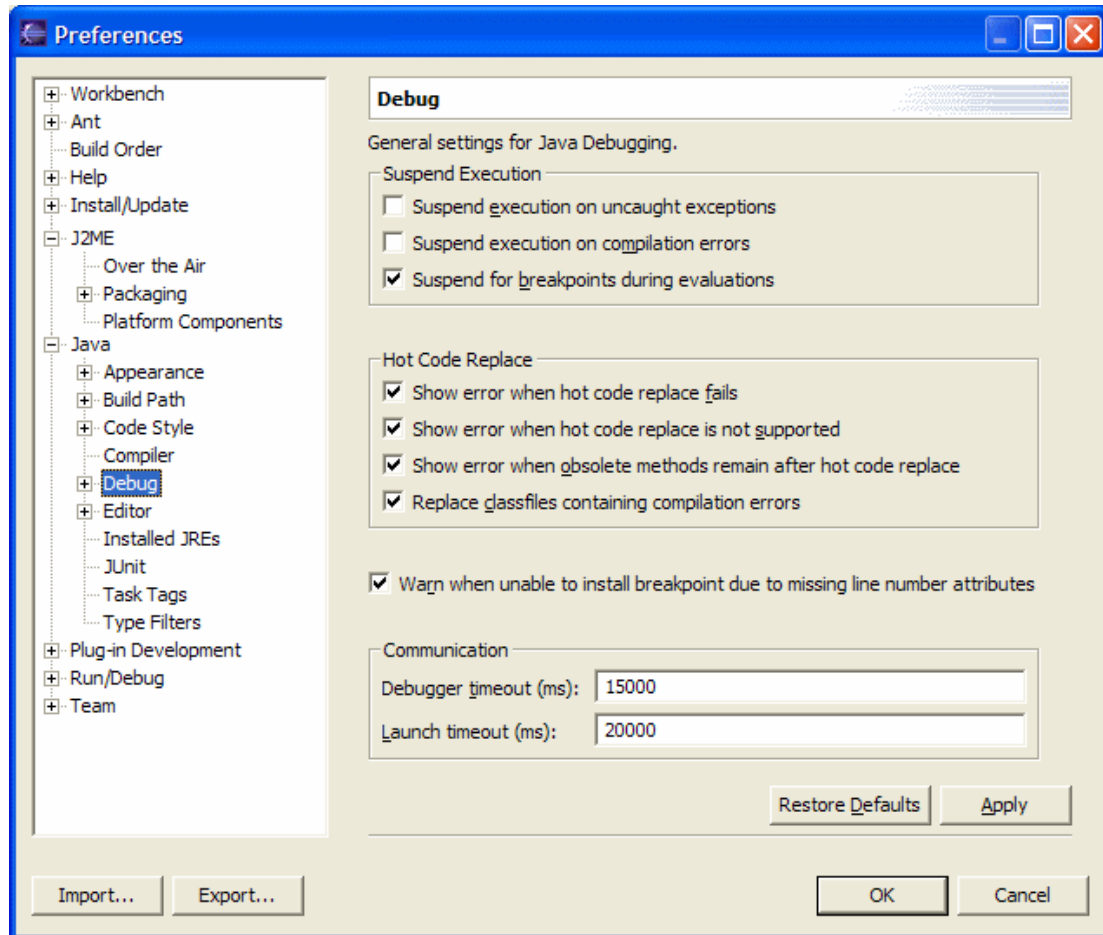 Preferences
Workbench
Ant
Build Order
Help
Install/Update
J2ME
Over the Air
Packaging
Platform Components
Java
Appearance
Build Path
Code Style
Compiler
Debug
Editor
Installed JREs
JUnit
Task Tags
Type Filters
Plug-in Development
Run/Debug
Team
Debug
General settings for Java Debugging.
Suspend Execution
Suspend execution on uncaught exceptions
Suspend execution on compilation errors
Suspend for breakpoints during evaluations
Hot Code Replace
Show error when hot code replace fails
Show error when hot code replace is not supported
Show error when obsolete methods remain after hot code replace
Replace classfiles containing compilation errors
Warn when unable to install breakpoint due to missing line number attributes
Communication
Debugger timeout (ms): 15000
Launch timeout (ms): 20000
Restore Defaults Apply
Import... Export... OK Cancel